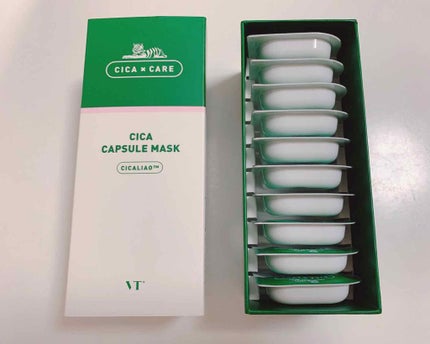 CICA × CARE
CICA
CAPSULE MASK
CICALIAO™
VT®